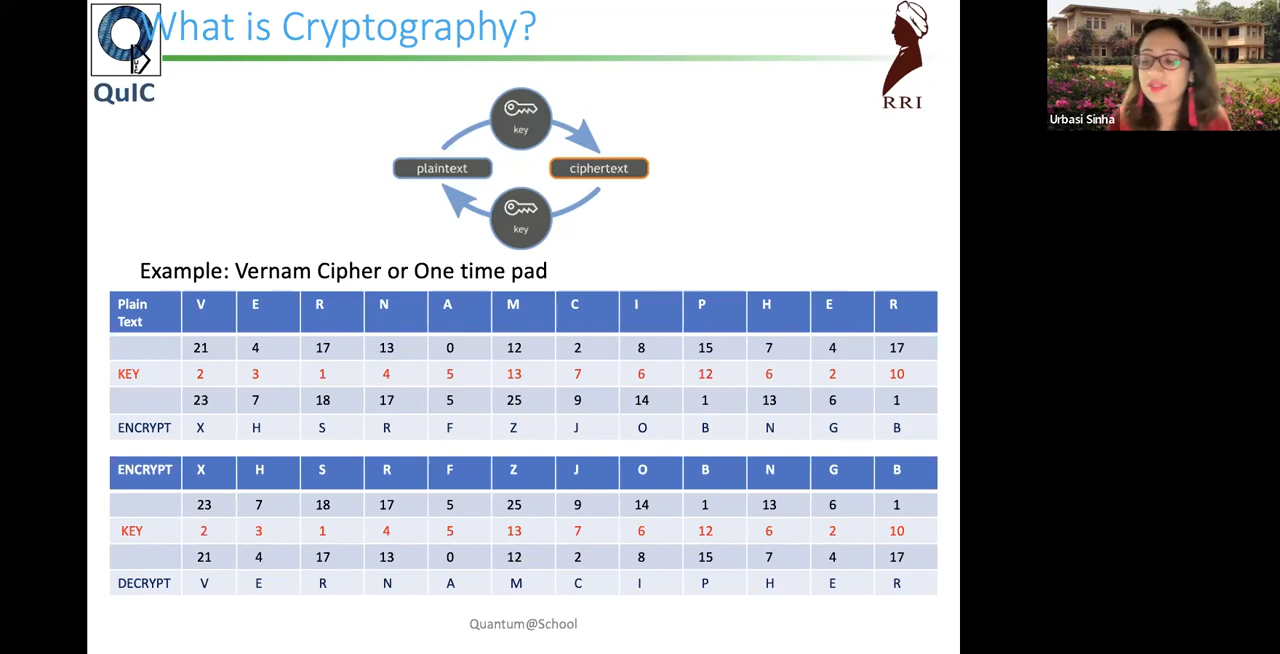 What is Cryptography?
QuIC
RRI
Urbasi Sinha
key
plaintext
ciphertext
key
Example: Vernam Cipher or One time pad
Plain Text V E R N A M C I P H E R
21 4 17 13 0 12 2 8 15 7 4 17
KEY 2 3 1 4 5 13 7 6 12 6 2 10
23 7 18 17 5 25 9 14 1 13 6 1
ENCRYPT X H S R F Z J O B N G B
ENCRYPT X H S R F Z J O B N G B
23 7 18 17 5 25 9 14 1 13 6 1
KEY 2 3 1 4 5 13 7 6 12 6 2 10
21 4 17 13 0 12 2 8 15 7 4 17
DECRYPT V E R N A M C I P H E R
Quantum@School